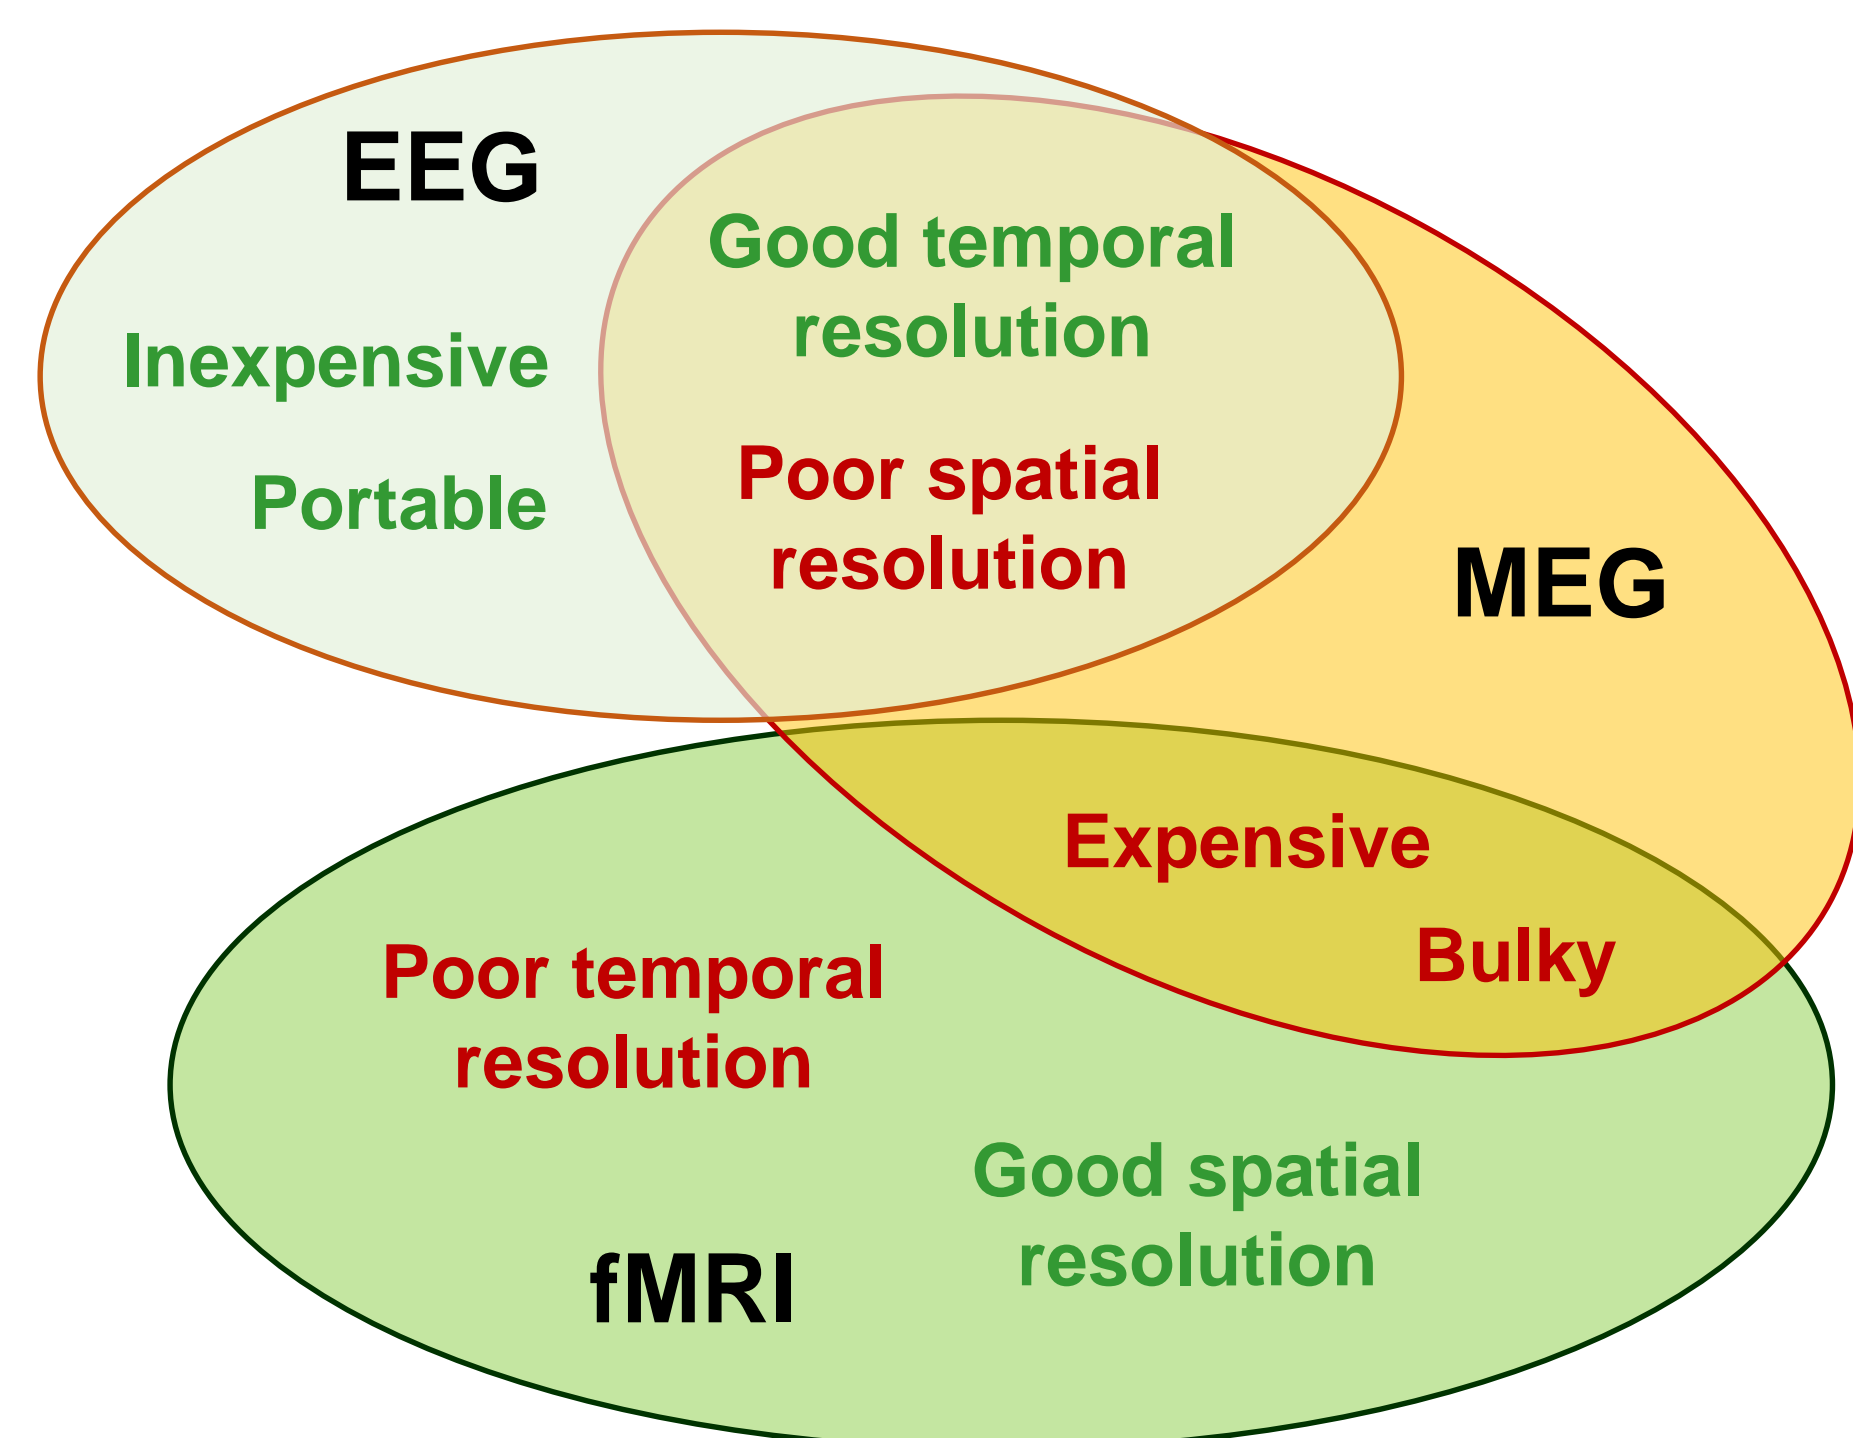 EEG
Inexpensive
Portable
Good temporal
resolution
Poor spatial
resolution
MEG
Expensive
Bulky
Poor temporal
resolution
Good spatial
resolution
fMRI